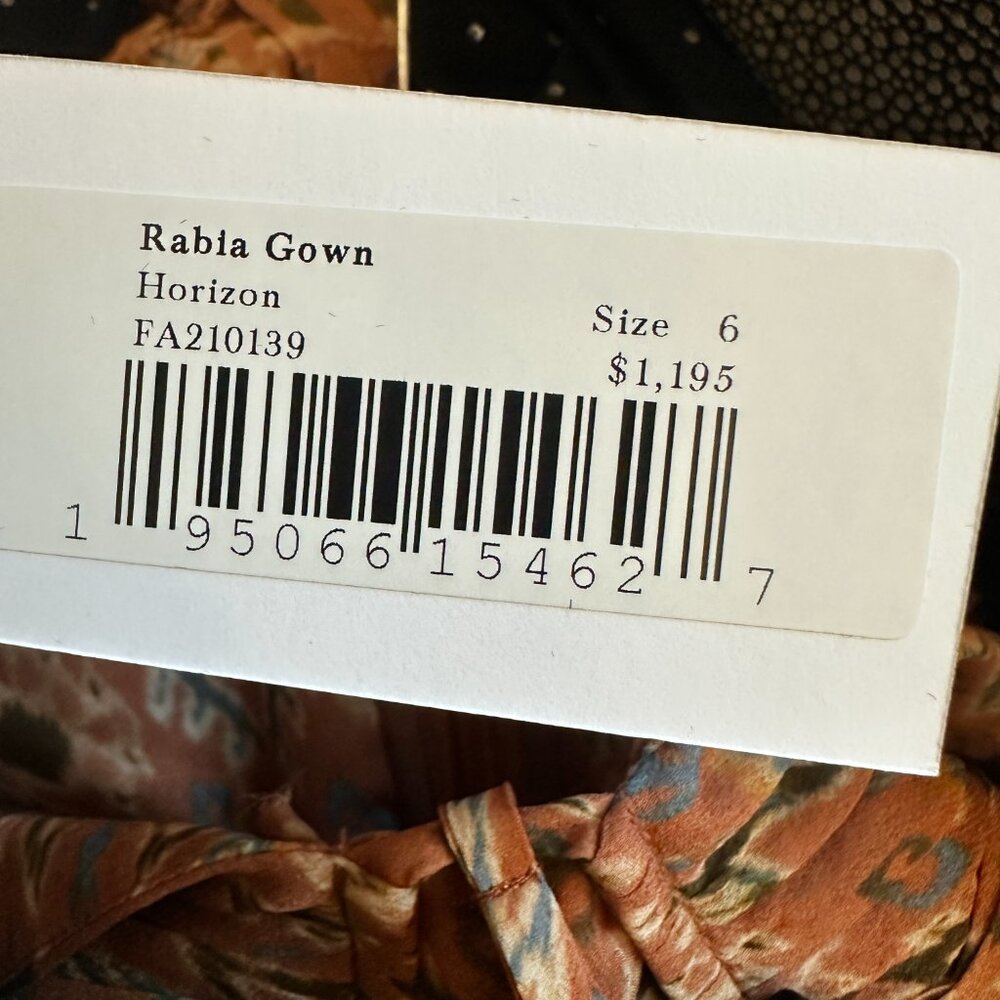 Rabia Gown
Horizon
FA210139
Size 6
$1,195
1 95066 15462 7